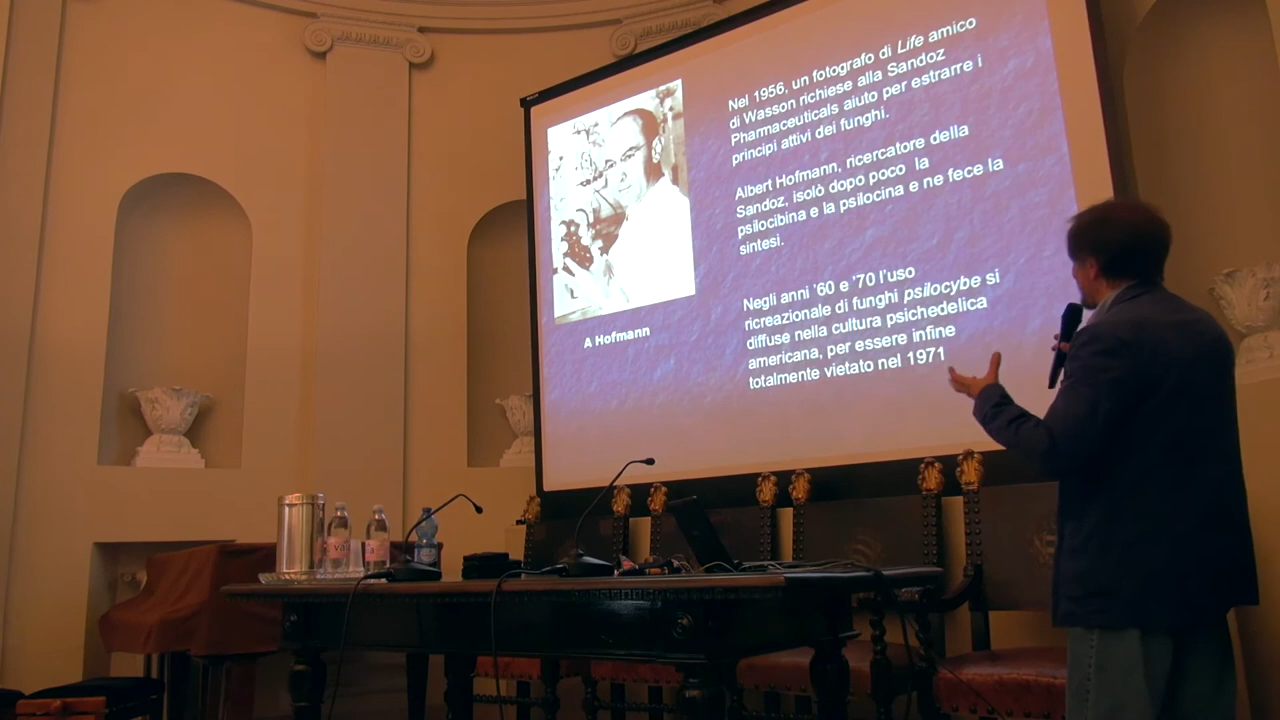 Nel 1956, un fotografo di Life amico
di Wasson richiese alla Sandoz
Pharmaceuticals aiuto per estrarre i
principi attivi dei funghi.
Albert Hofmann, ricercatore della
Sandoz, isolò dopo poco la
psilocibina e la psilocina e ne fece la
sintesi.
Negli anni '60 e '70 l'uso
ricreazionale di funghi psilocybe si
diffuse nella cultura psichedelica
americana, per essere infine
totalmente vietato nel 1971
A Hofmann